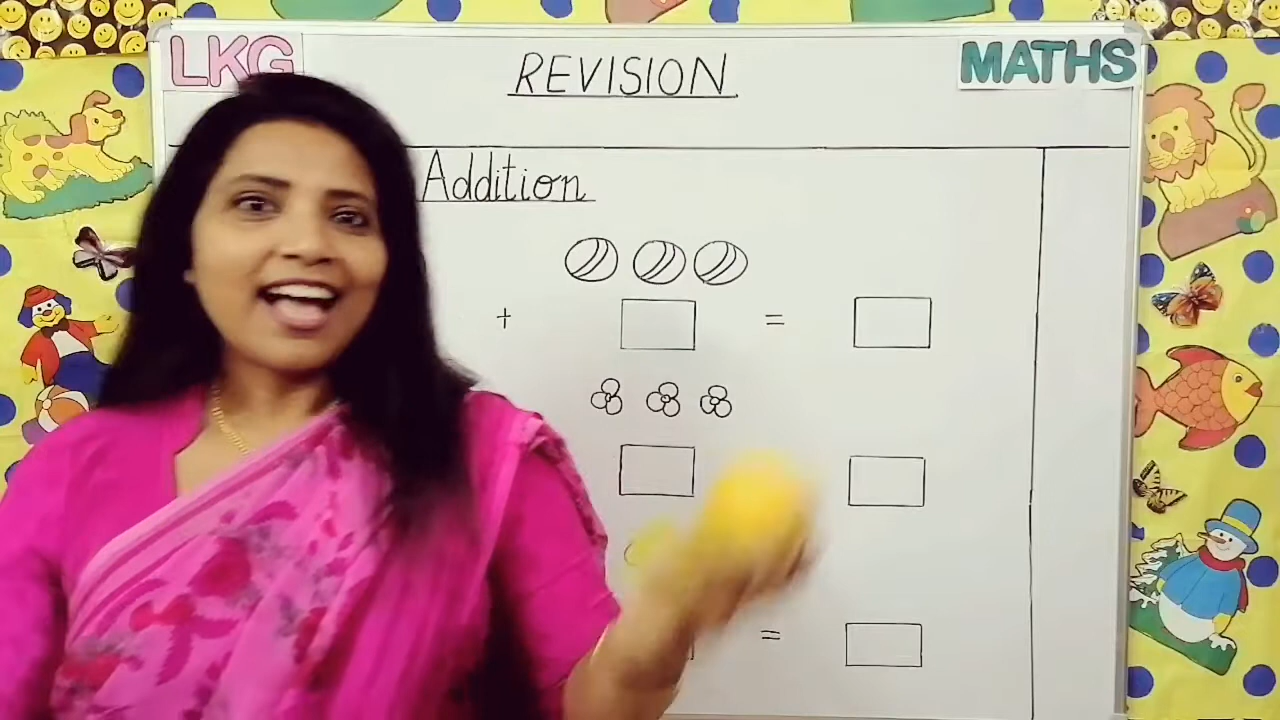 LKG
REVISION
MATHS
Addition
+ =
=